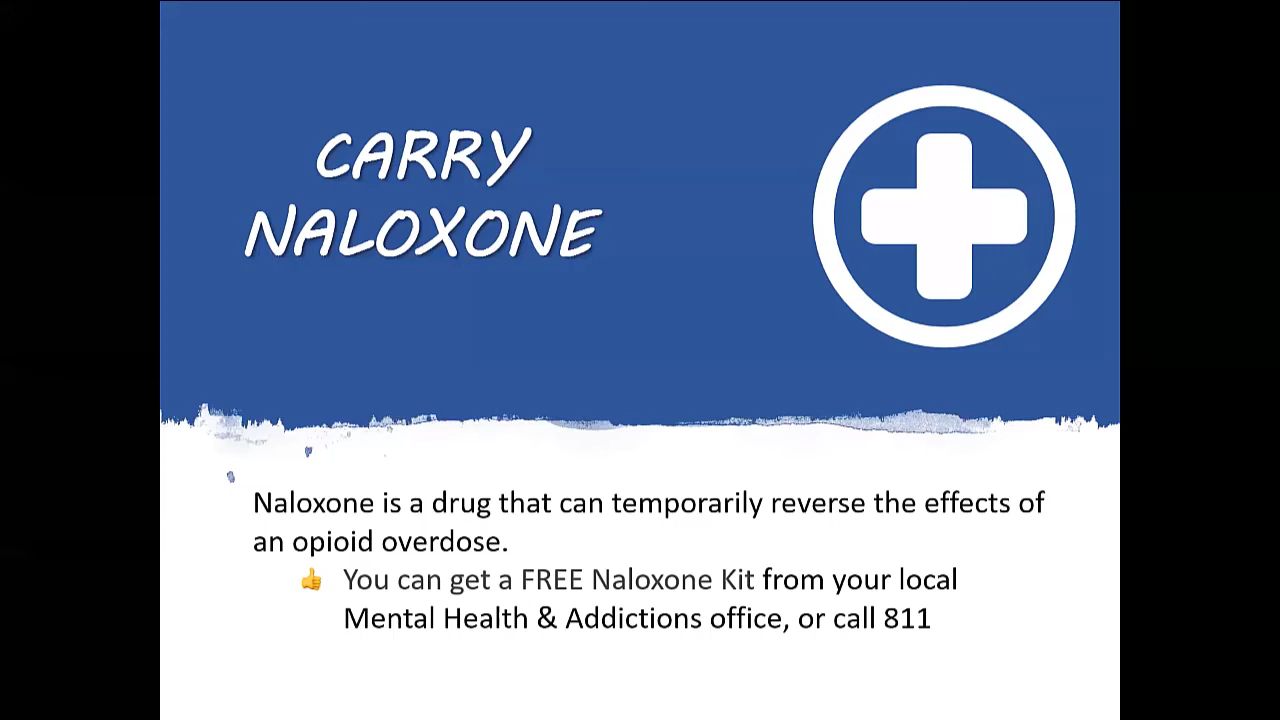 CARRY
NALOXONE
Naloxone is a drug that can temporarily reverse the effects of
an opioid overdose.
👍 You can get a FREE Naloxone Kit from your local
Mental Health & Addictions office, or call 811